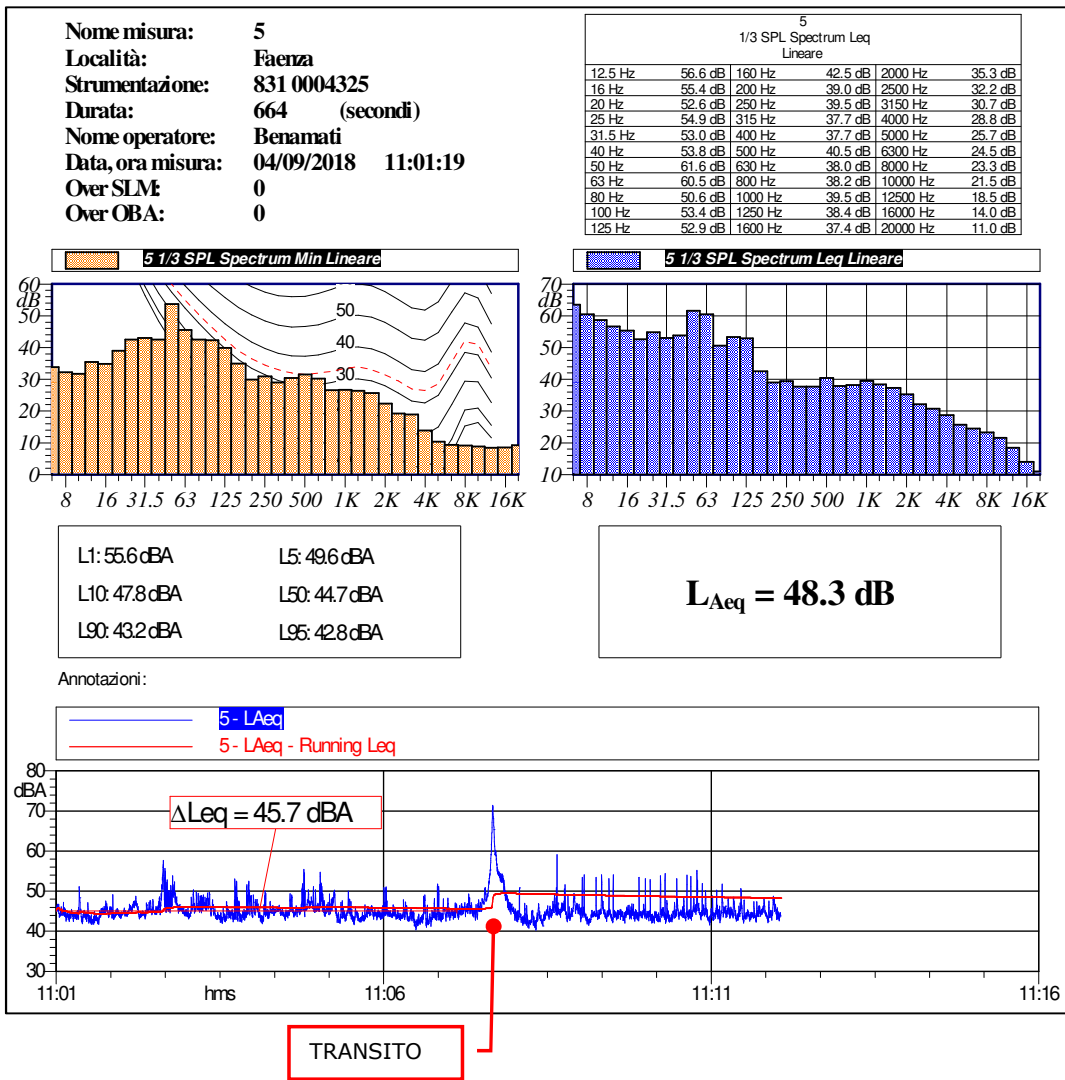 Nome misura: 5
Località: Faenza
Strumentazione: 831 0004325
Durata: 664 (secondi)
Nome operatore: Benamati
Data, ora misura: 04/09/2018 11:01:19
Over SLM: 0
Over OBA: 0
5
1/3 SPL Spectrum Leq
Lineare
12.5 Hz 56.6 dB 160 Hz 42.5 dB 2000 Hz 35.3 dB
16 Hz 55.4 dB 200 Hz 39.0 dB 2500 Hz 32.2 dB
20 Hz 52.6 dB 250 Hz 39.5 dB 3150 Hz 30.7 dB
25 Hz 54.9 dB 315 Hz 37.7 dB 4000 Hz 28.8 dB
31.5 Hz 53.0 dB 400 Hz 37.7 dB 5000 Hz 25.7 dB
40 Hz 53.8 dB 500 Hz 40.5 dB 6300 Hz 24.5 dB
50 Hz 61.6 dB 630 Hz 38.0 dB 8000 Hz 23.3 dB
63 Hz 60.5 dB 800 Hz 38.2 dB 10000 Hz 21.5 dB
80 Hz 50.6 dB 1000 Hz 39.5 dB 12500 Hz 18.5 dB
100 Hz 53.4 dB 1250 Hz 38.4 dB 16000 Hz 14.0 dB
125 Hz 52.9 dB 1600 Hz 37.4 dB 20000 Hz 11.0 dB
5 1/3 SPL Spectrum Min Lineare
60
dB
50
40
30
20
10
0
50
40
30
8 16 31.5 63 125 250 500 1K 2K 4K 8K 16K
5 1/3 SPL Spectrum Leq Lineare
70
dB
60
50
40
30
20
10
8 16 31.5 63 125 250 500 1K 2K 4K 8K 16K
L1: 55.6 dBA L5: 49.6 dBA
L10: 47.8 dBA L50: 44.7 dBA
L90: 43.2 dBA L95: 42.8 dBA
LAeq = 48.3 dB
Annotazioni:
5 - LAeq
5 - LAeq - Running Leq
80
dBA
70
60
50
40
30
ΔLeq = 45.7 dBA
11:01 hms 11:06 11:11 11:16
TRANSITO